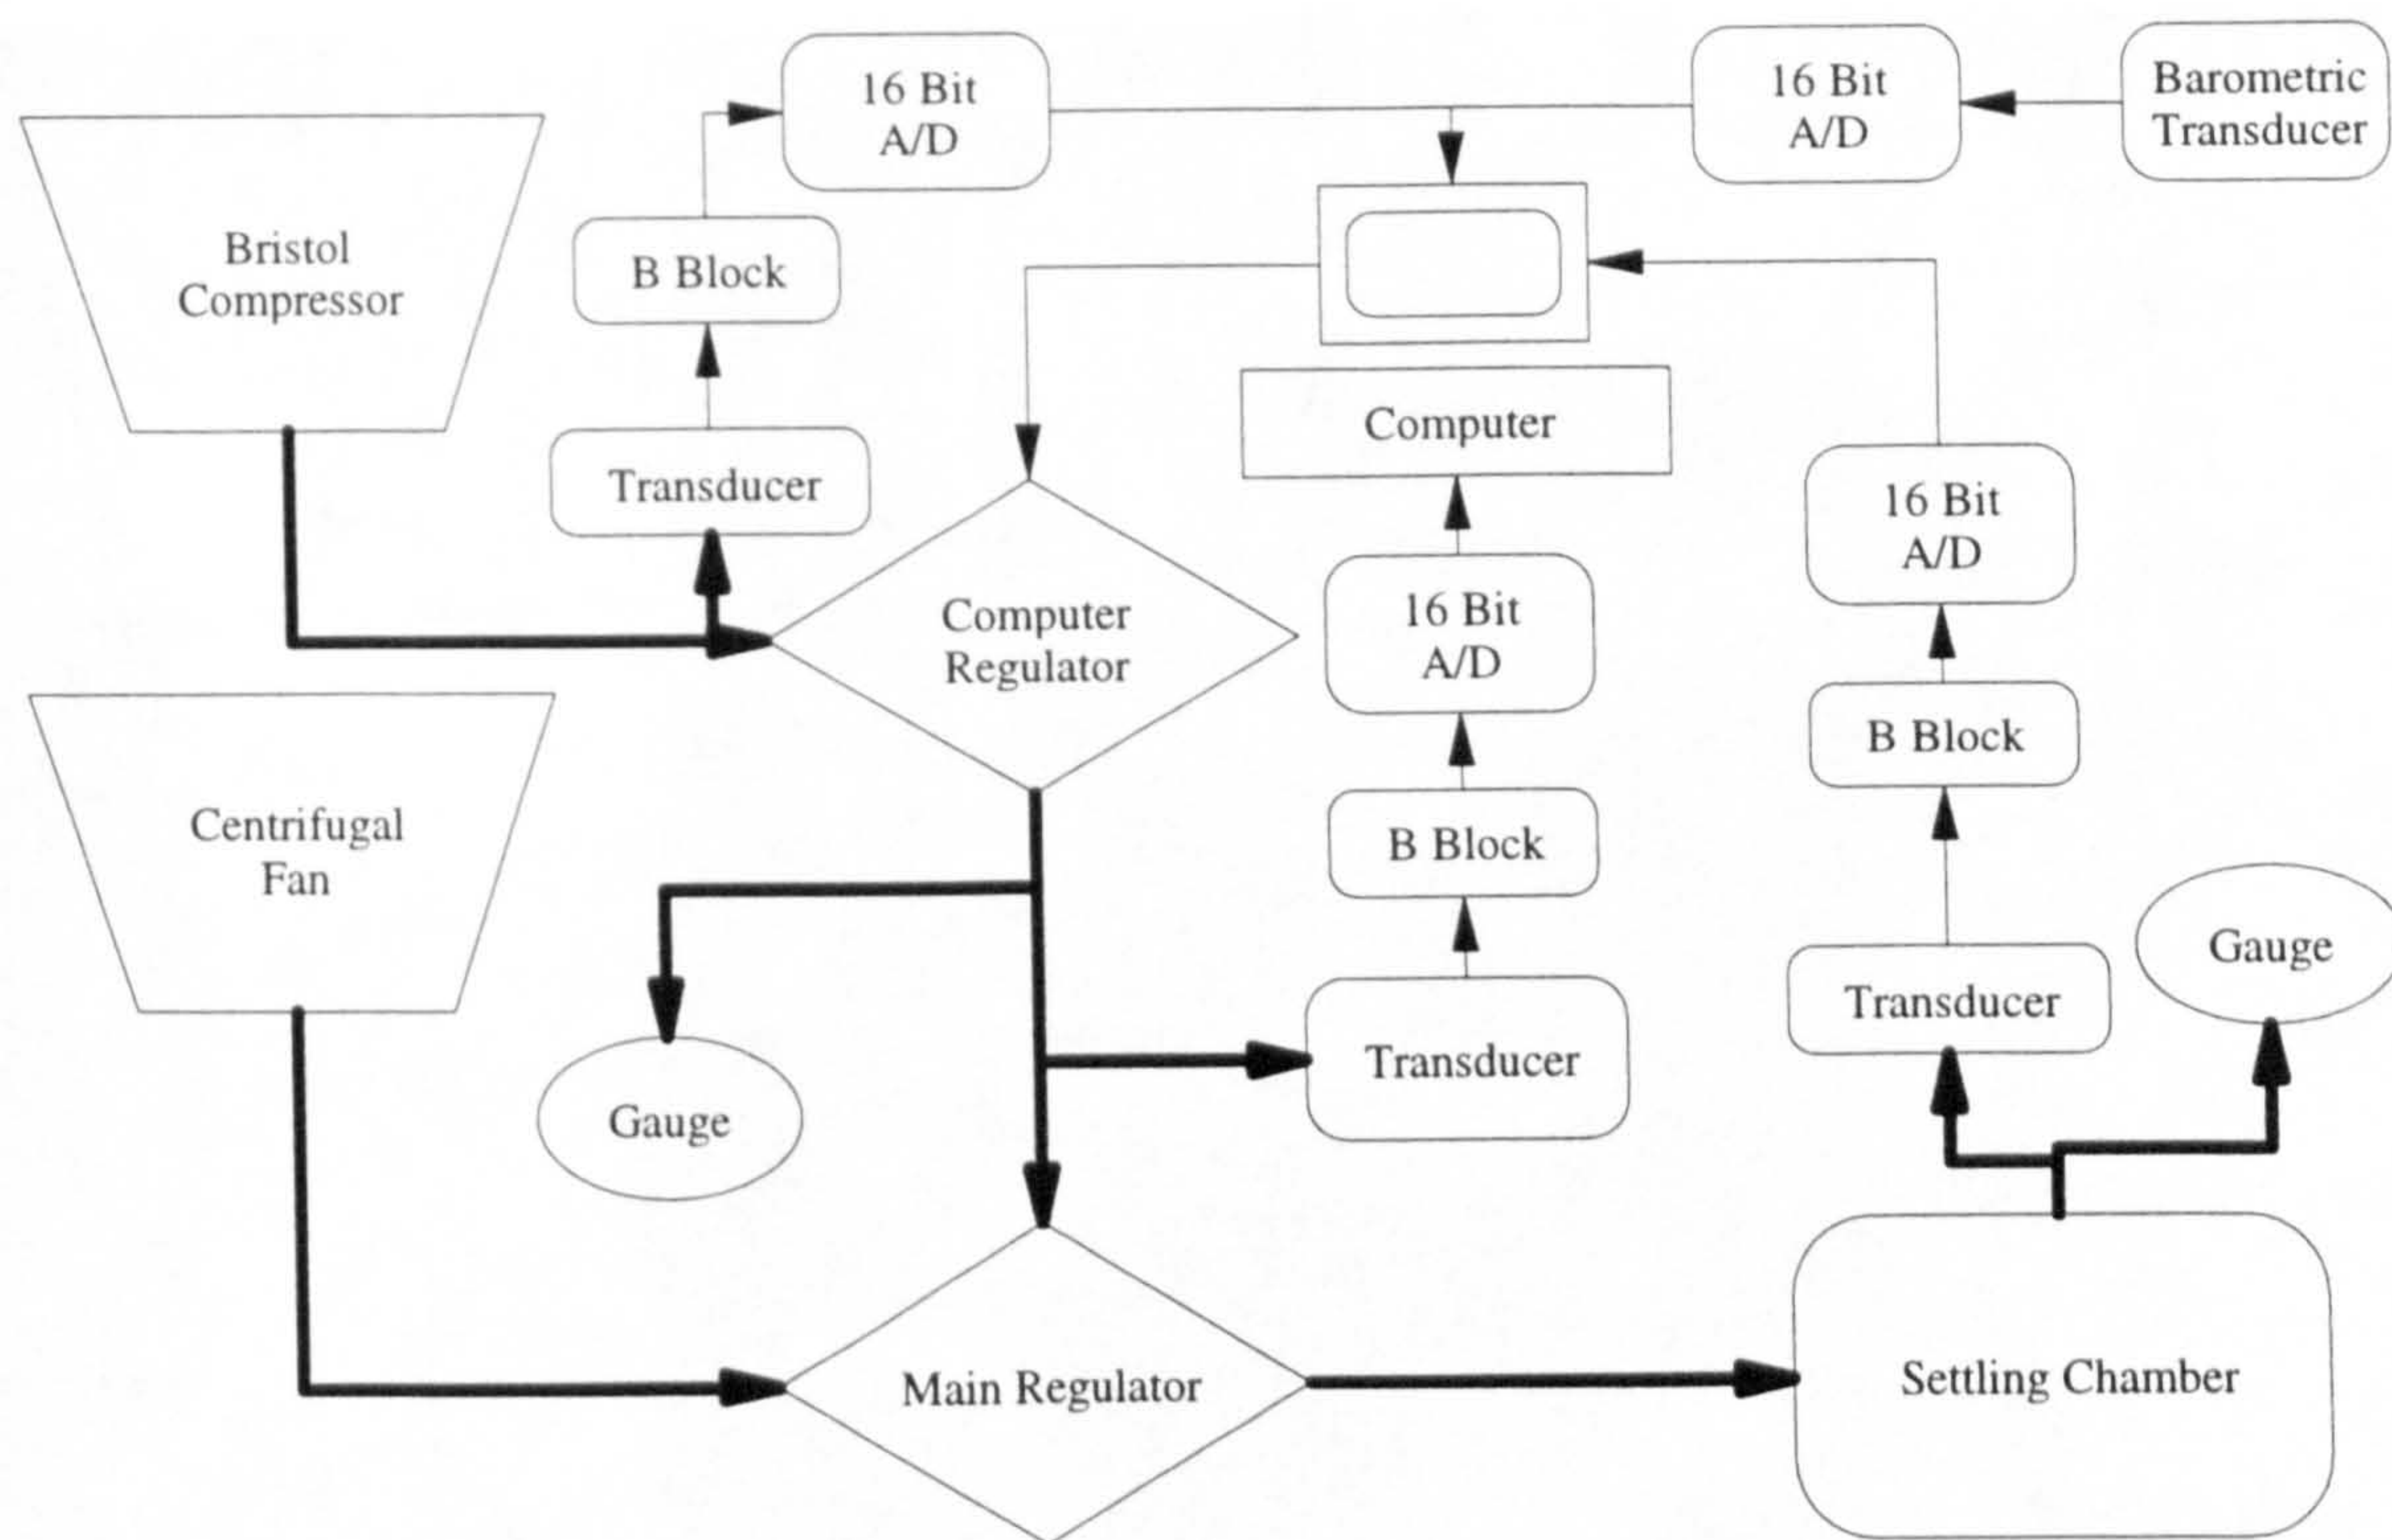 16 Bit
A/D
16 Bit
A/D
Barometric
Transducer
Bristol
Compressor
B Block
Computer
Transducer
16 Bit
A/D
Computer
Regulator
16 Bit
A/D
B Block
Centrifugal
Fan
B Block
Gauge
Transducer
Transducer
Gauge
Main Regulator
Settling Chamber